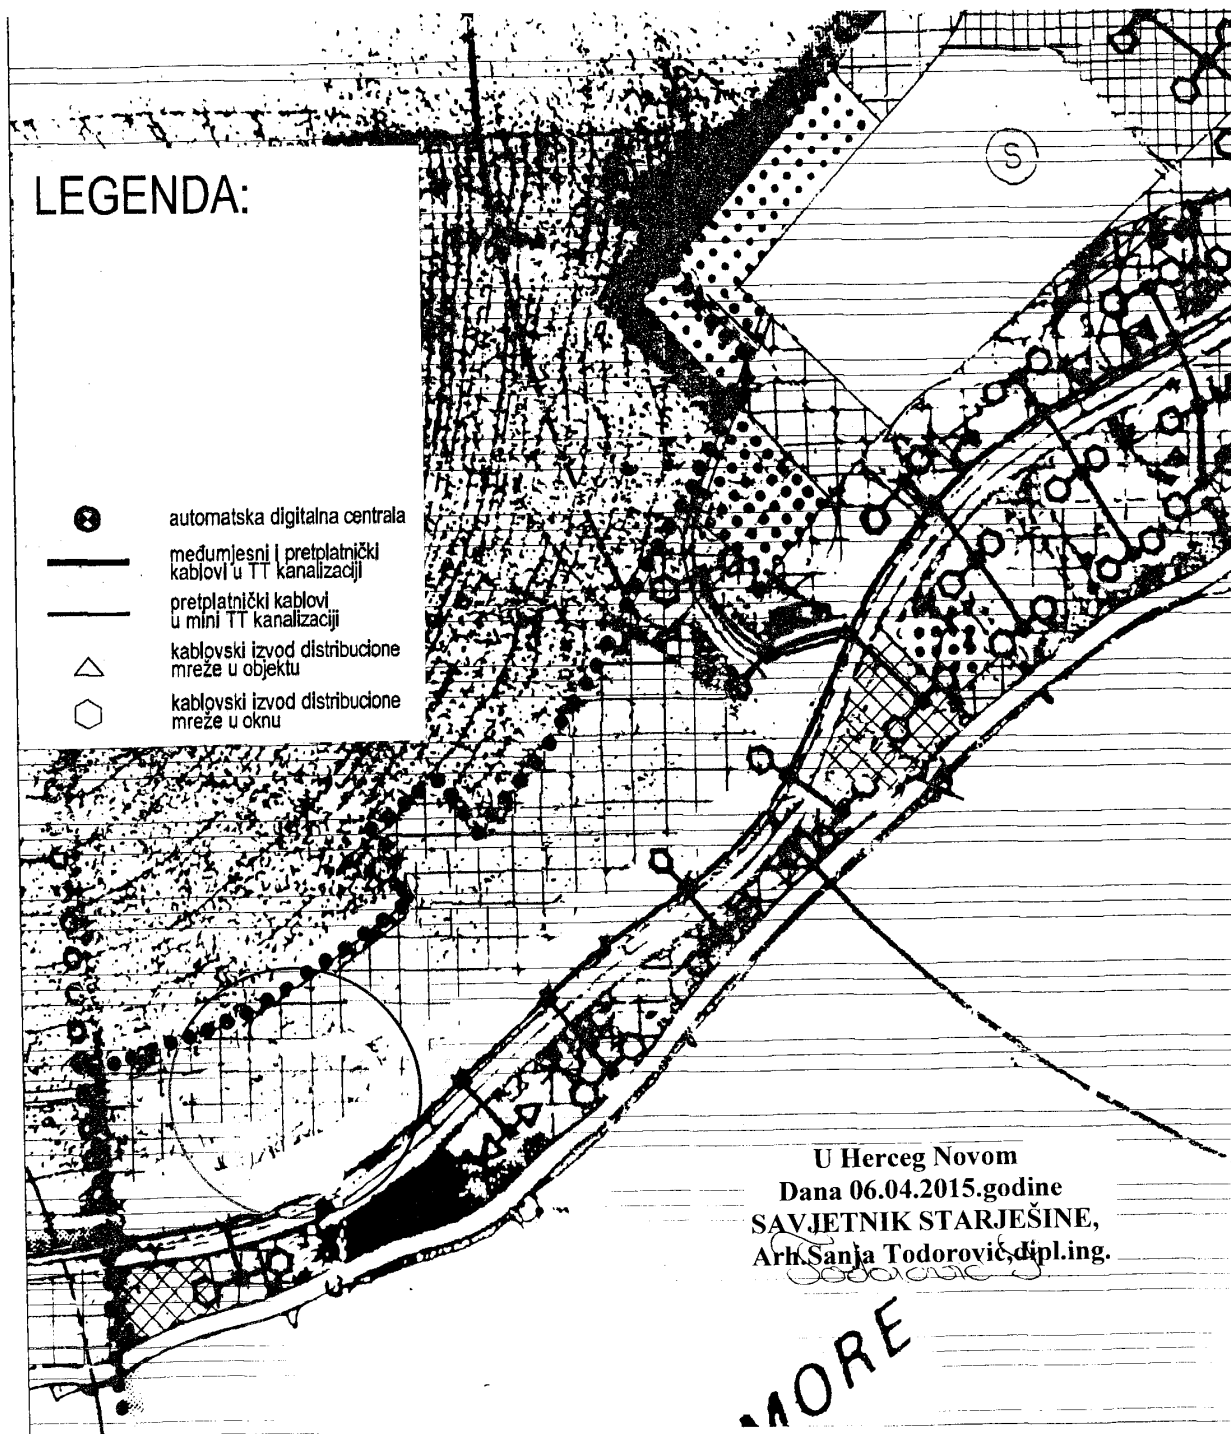 LEGENDA:
S
automatska digitalna centrala
međumjesni i pretplatnički
kablovi u TT kanalizaciji
pretplatnički kablovi
u mini TT kanalizaciji
kablovski izvod distribucione
mreže u objektu
kablovski izvod distribucione
mreže u oknu
U Herceg Novom
Dana 06.04.2015.godine
SAVJETNIK STARJEŠINE,
Arh.Sanja Todorović,dipl.ing.
MORE